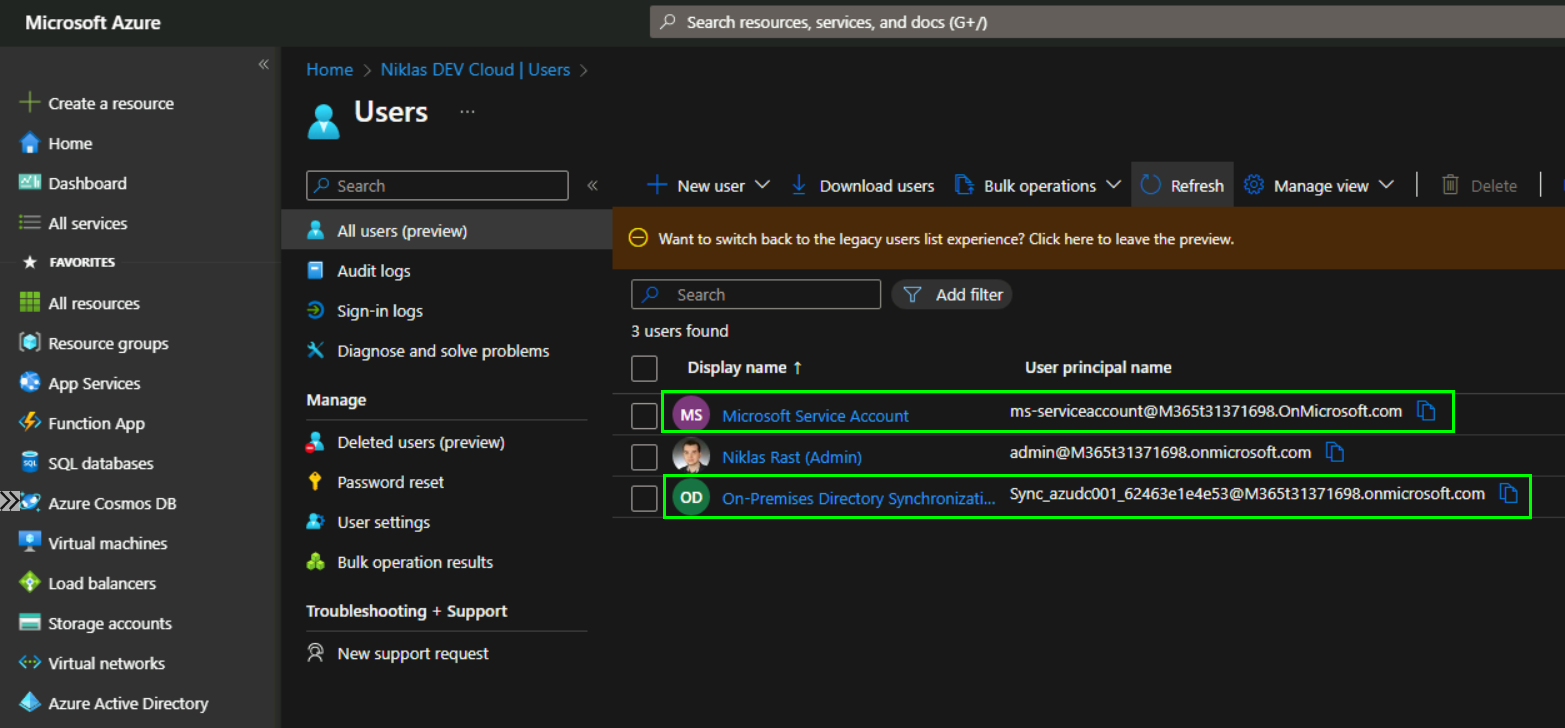 Microsoft Azure
Search resources, services, and docs (G+/)
Create a resource
Home
Dashboard
All services
FAVORITES
All resources
Resource groups
App Services
Function App
SQL databases
Azure Cosmos DB
Virtual machines
Load balancers
Storage accounts
Virtual networks
Azure Active Directory
Home > Niklas DEV Cloud | Users >
Users ...
Search
All users (preview)
Audit logs
Sign-in logs
Diagnose and solve problems
Manage
Deleted users (preview)
Password reset
User settings
Bulk operation results
Troubleshooting + Support
New support request
New user Download users Bulk operations Refresh Manage view Delete
Want to switch back to the legacy users list experience? Click here to leave the preview.
Search Add filter
3 users found
Display name ↑ User principal name
MS Microsoft Service Account ms-serviceaccount@M365t31371698.OnMicrosoft.com
Niklas Rast (Admin) admin@M365t31371698.onmicrosoft.com
OD On-Premises Directory Synchronizati... Sync_azudc001_62463e1e4e53@M365t31371698.onmicrosoft.com